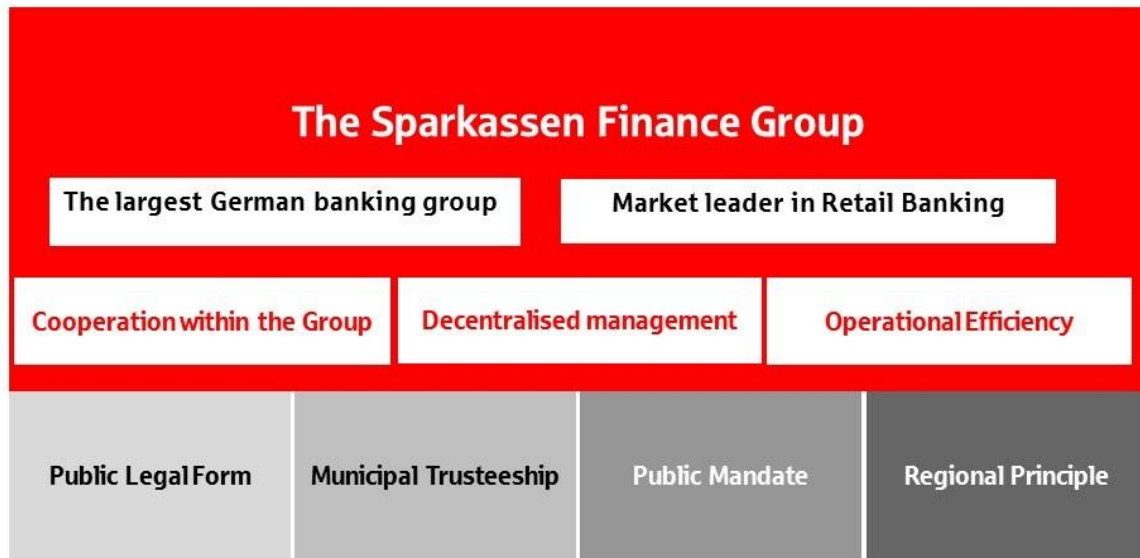 The Sparkassen Finance Group
The largest German banking group
Market leader in Retail Banking
Cooperation within the Group
Decentralised management
Operational Efficiency
Public Legal Form
Municipal Trusteeship
Public Mandate
Regional Principle